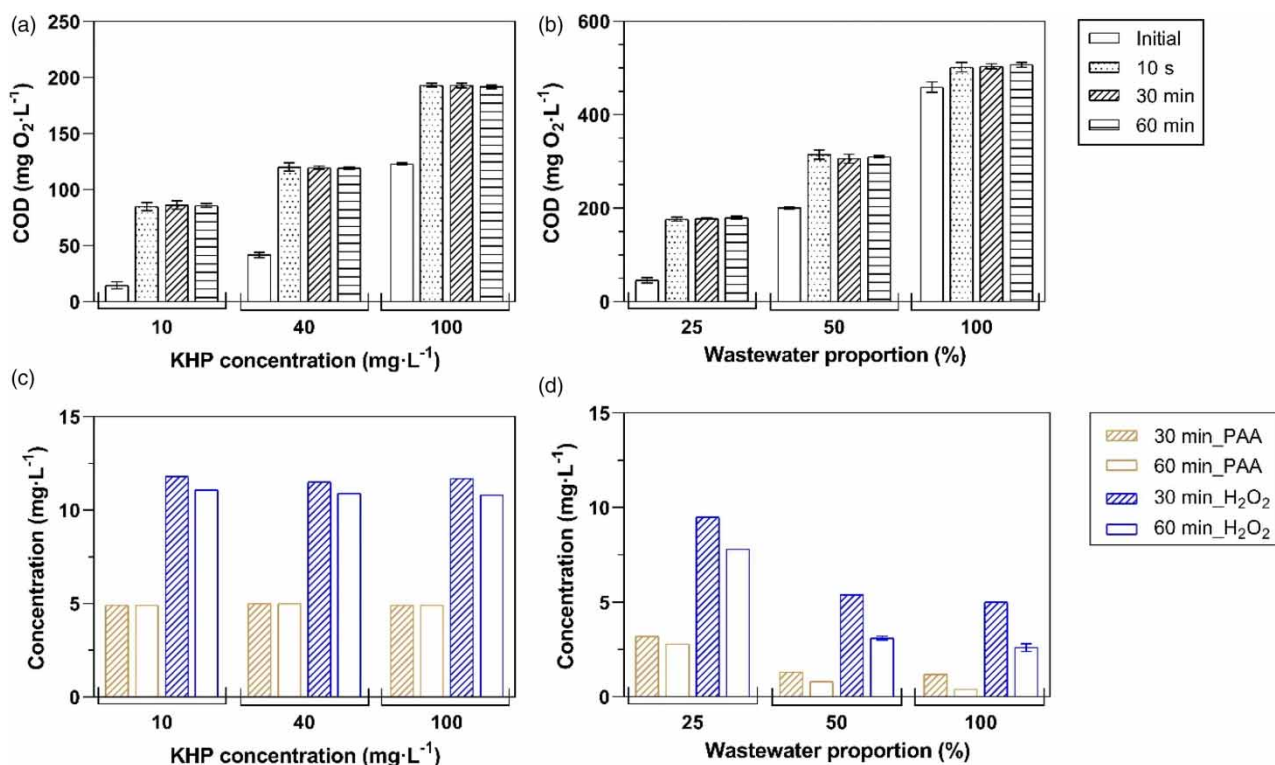 (a)
250
200
150
100
50
0
COD (mg O₂·L⁻¹)
10
40
100
KHP concentration (mg·L⁻¹)
(b)
600
400
200
0
COD (mg O₂·L⁻¹)
25
50
100
Wastewater proportion (%)
Initial
10 s
30 min
60 min
(c)
15
10
5
0
Concentration (mg·L⁻¹)
10
40
100
KHP concentration (mg·L⁻¹)
(d)
15
10
5
0
Concentration (mg·L⁻¹)
25
50
100
Wastewater proportion (%)
30 min_PAA
60 min_PAA
30 min_H₂O₂
60 min_H₂O₂